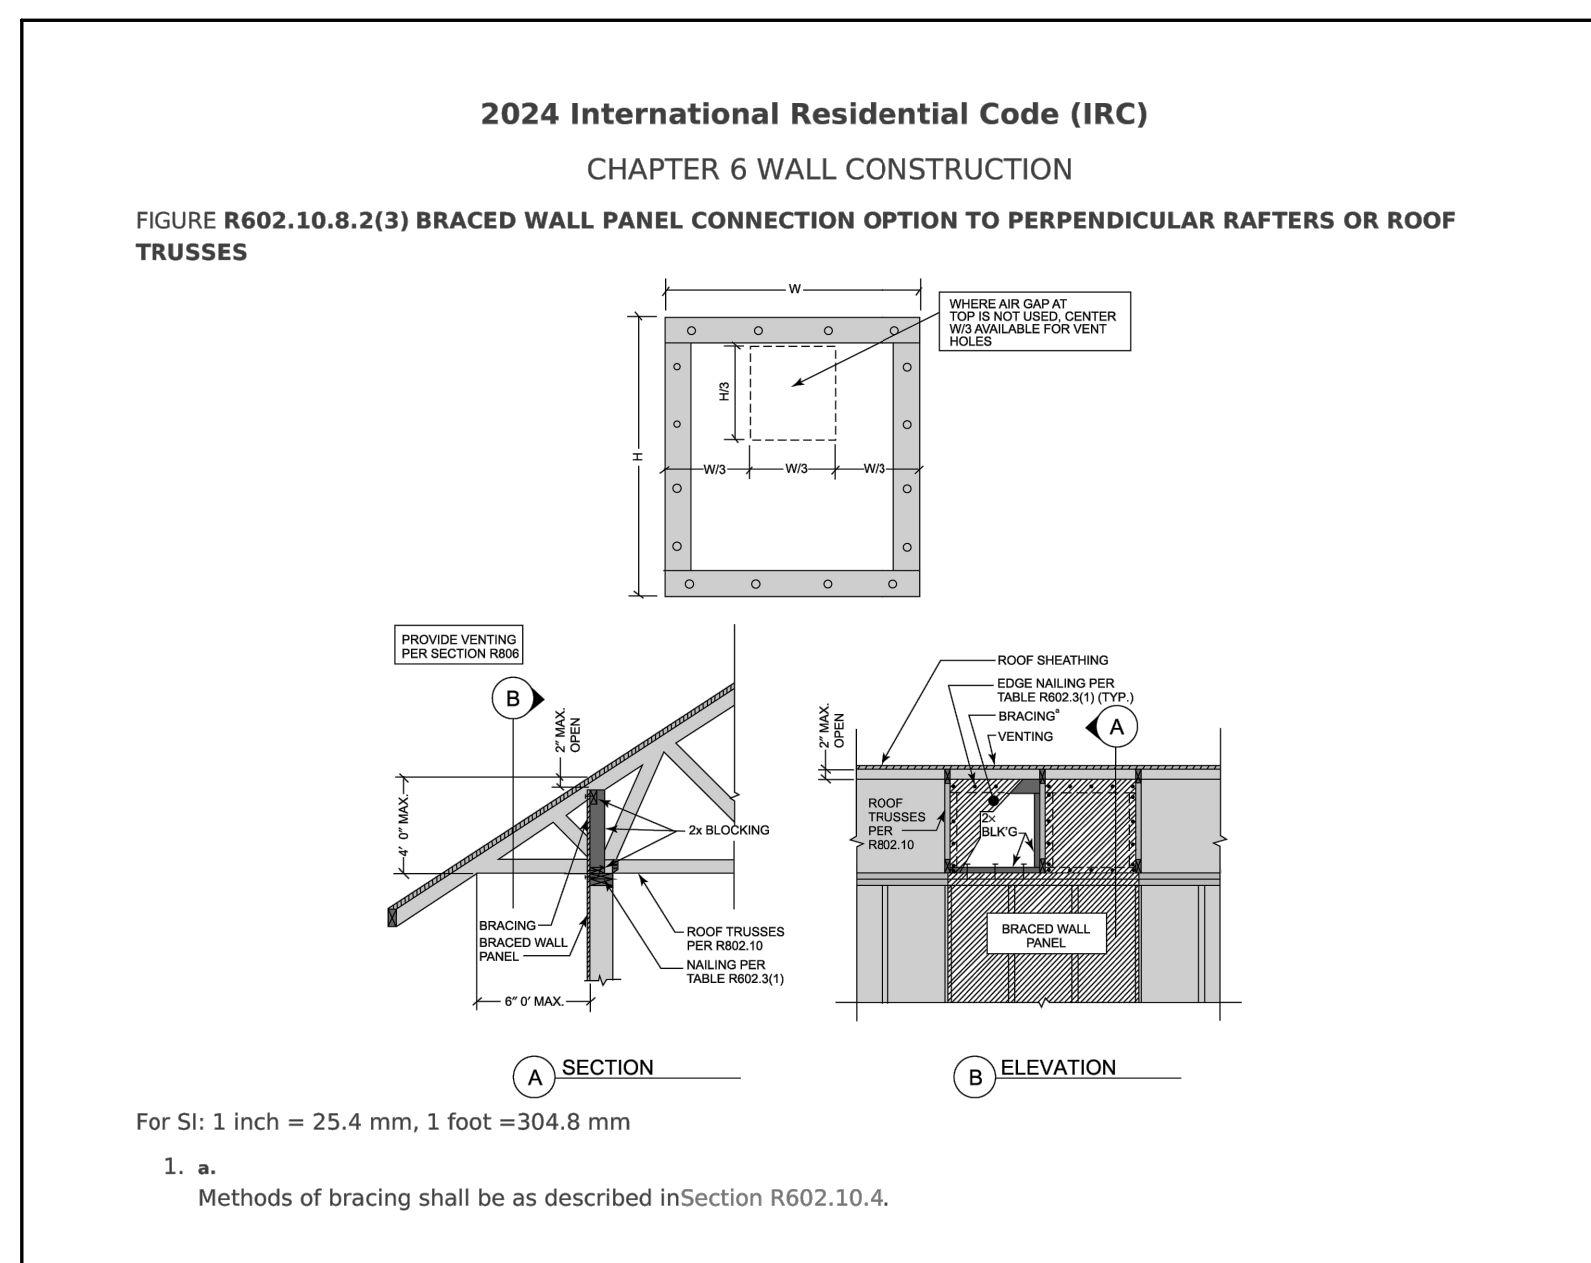 2024 International Residential Code (IRC)
CHAPTER 6 WALL CONSTRUCTION
FIGURE R602.10.8.2(3) BRACED WALL PANEL CONNECTION OPTION TO PERPENDICULAR RAFTERS OR ROOF
TRUSSES
W
WHERE AIR GAP AT
TOP IS NOT USED, CENTER
W/3 AVAILABLE FOR VENT
HOLES
H/3
H
W/3
W/3
W/3
PROVIDE VENTING
PER SECTION R806
B
2" MAX.
OPEN
4' 0" MAX.
2x BLOCKING
BRACING
BRACED WALL
PANEL
ROOF TRUSSES
PER R802.10
NAILING PER
TABLE R602.3(1)
6" 0' MAX.
A SECTION
ROOF SHEATHING
EDGE NAILING PER
TABLE R602.3(1) (TYP.)
BRACINGª
VENTING
A
2" MAX.
OPEN
ROOF
TRUSSES
PER
R802.10
2×
BLK'G
BRACED WALL
PANEL
B ELEVATION
For SI: 1 inch = 25.4 mm, 1 foot =304.8 mm
1. a.
Methods of bracing shall be as described inSection R602.10.4.